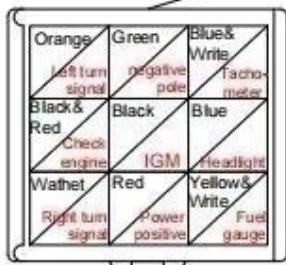 Orange
Left turn
signal
Green
negative
pole
Blue&
Write
Tacho-
meter
Black&
Red
Check
engine
Black
IGM
Blue
Headlight
Wathet
Right turn
signal
Red
Power
positive
Yellow&
Write
Fuel
gauge